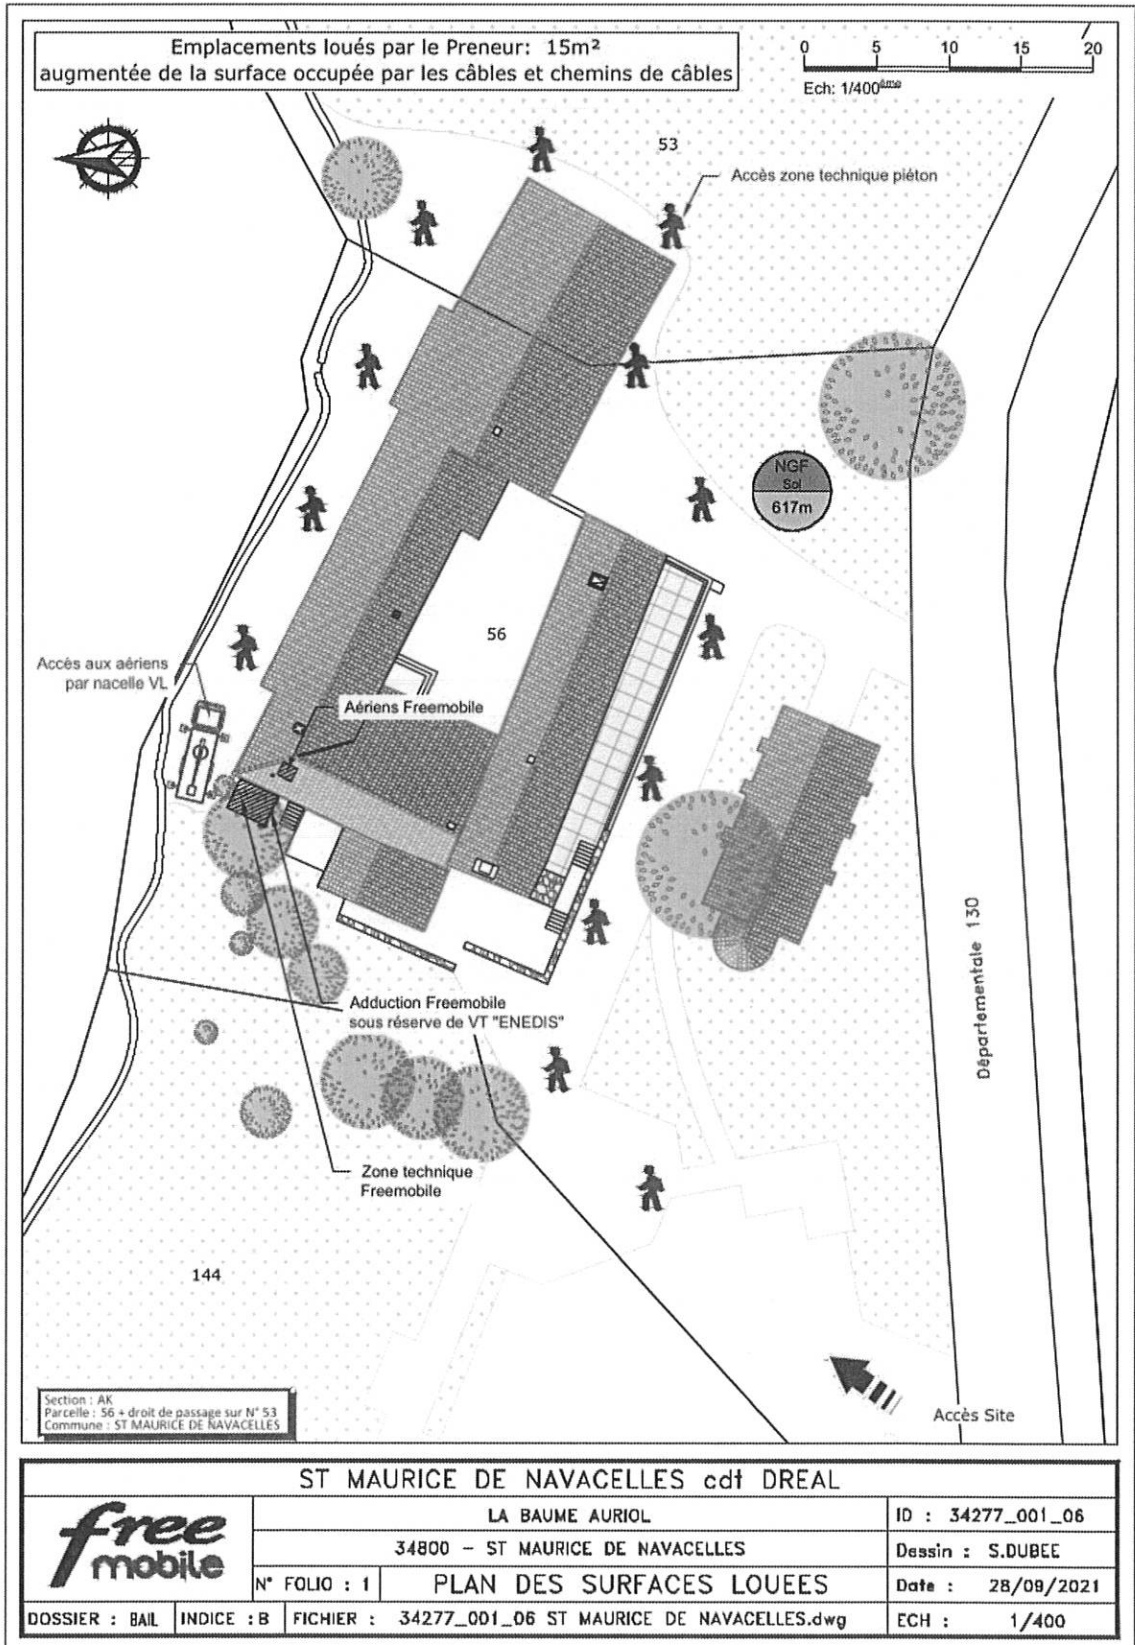 Emplacements loués par le Preneur: 15m²
augmentée de la surface occupée par les câbles et chemins de câbles
0 5 10 15 20
Ech: 1/400ème
53
Accès zone technique piéton
NGF
Sol
617m
56
Accés aux aériens
par nacelle VL
Aériens Freemobile
Départementale 130
Adduction Freemobile
sous réserve de VT "ENEDIS"
Zone technique
Freemobile
144
Section : AK
Parcelle : 56 + droit de passage sur N° 53
Commune : ST MAURICE DE NAVACELLES
Accès Site
ST MAURICE DE NAVACELLES cdt DREAL
free
mobile
LA BAUME AURIOL
ID : 34277_001_06
34800 - ST MAURICE DE NAVACELLES
Dessin : S.DUBEE
N° FOLIO : 1
PLAN DES SURFACES LOUEES
Date : 28/09/2021
DOSSIER : BAIL
INDICE : B
FICHIER : 34277_001_06 ST MAURICE DE NAVACELLES.dwg
ECH : 1/400